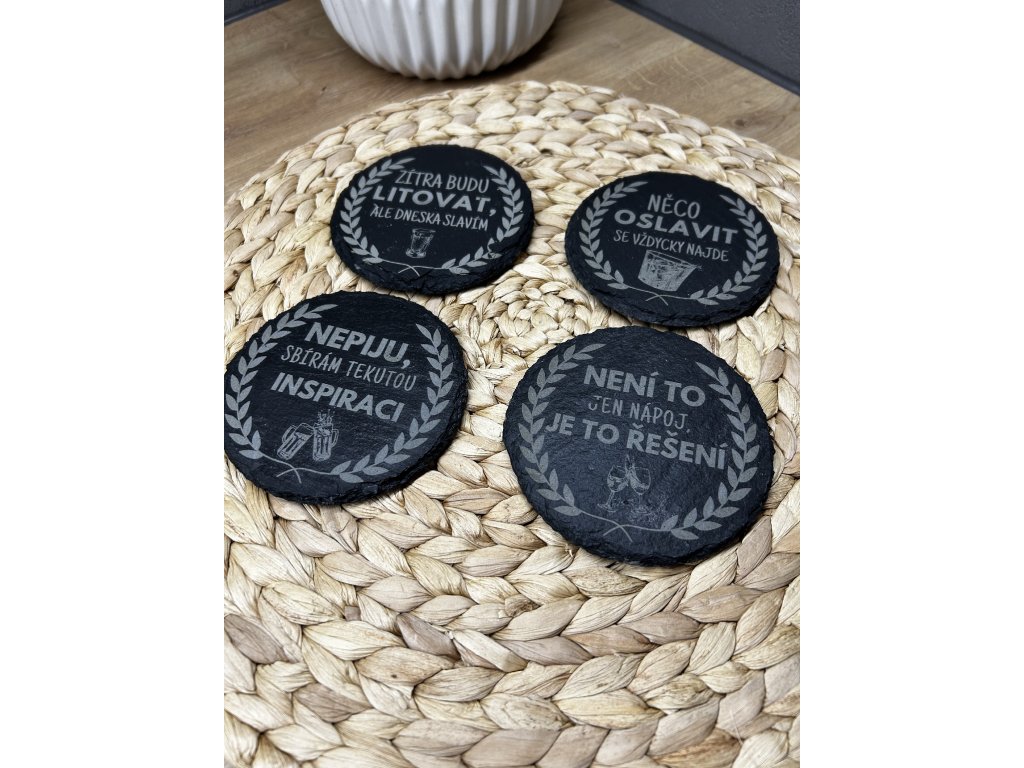 ZÍTRA BUDU
LITOVAT,
ALE DNESKA SLAVÍM
NĚCO
OSLAVIT
SE VŽDYCKY NAJDE
NEPIJU,
SBÍRÁM TEKUTOU
INSPIRACI
NENÍ TO
JEN NÁPOJ,
JE TO ŘEŠENÍ